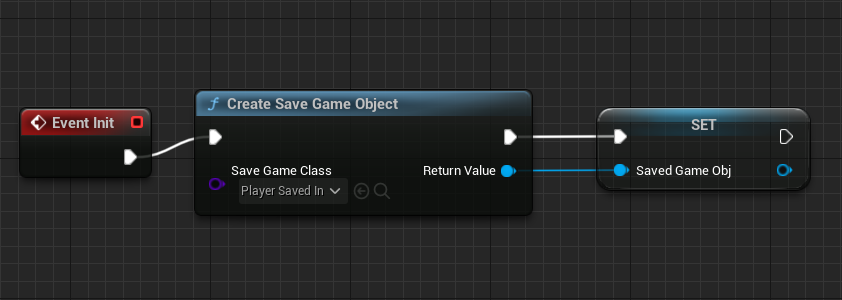 Event Init
f Create Save Game Object
SET
Save Game Class
Player Saved In
Return Value
Saved Game Obj